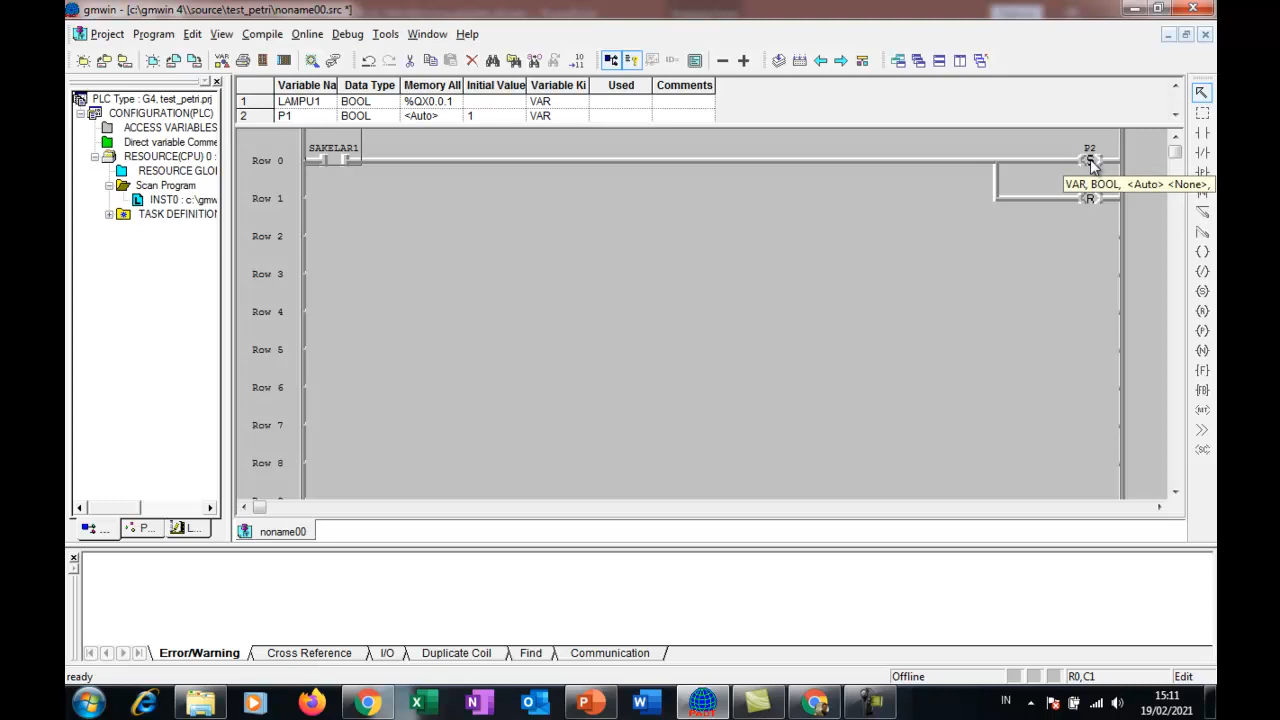 gmwin - [c:\gmwin 4\\source\test_petri\noname00.src *]
Project Program Edit View Compile Online Debug Tools Window Help
Variable Na Data Type Memory All Initial Value Variable Ki Used Comments
1 LAMPU1 BOOL %QX0.0.1 VAR
2 P1 BOOL <Auto> 1 VAR
PLC Type : G4, test_petri.prj
CONFIGURATION(PLC)
ACCESS VARIABLES
Direct variable Comme
RESOURCE(CPU) 0 :
RESOURCE GLO
Scan Program
INST0 : c:\gmw
TASK DEFINITION
... P... L...
SAKELAR1 P2
Row 0 S
VAR, BOOL, <Auto> <None>,
Row 1 R
Row 2
Row 3
Row 4
Row 5
Row 6
Row 7
Row 8
noname00
Error/Warning Cross Reference I/O Duplicate Coil Find Communication
ready Offline R0,C1 Edit
IN 15:11
19/02/2021